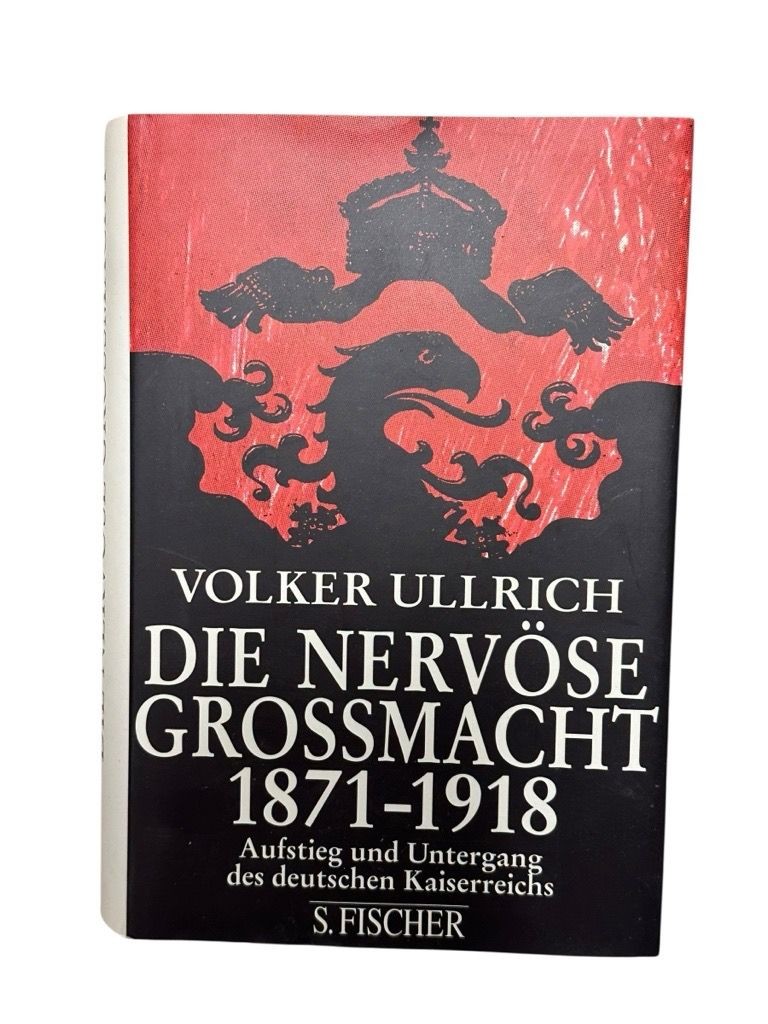 VOLKER ULLRICH
DIE NERVÖSE
GROSSMACHT
1871–1918
Aufstieg und Untergang
des deutschen Kaiserreichs
S. FISCHER